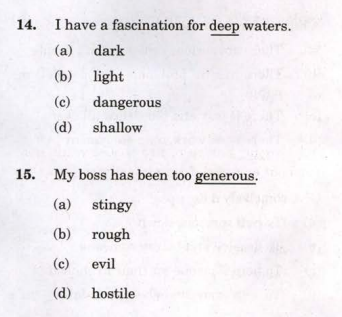 14. I have a fascination for deep waters.
(a) dark
(b) light
(c) dangerous
(d) shallow
15. My boss has been too generous.
(a) stingy
(b) rough
(c) evil
(d) hostile